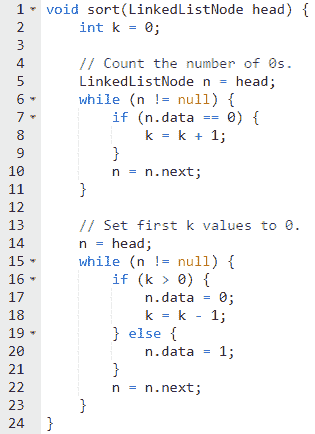 1 void sort(LinkedListNode head) {
2     int k = 0;
3
4     // Count the number of 0s.
5     LinkedListNode n = head;
6     while (n != null) {
7         if (n.data == 0) {
8             k = k + 1;
9         }
10         n = n.next;
11     }
12
13     // Set first k values to 0.
14     n = head;
15     while (n != null) {
16         if (k > 0) {
17             n.data = 0;
18             k = k - 1;
19         } else {
20             n.data = 1;
21         }
22         n = n.next;
23     }
24 }